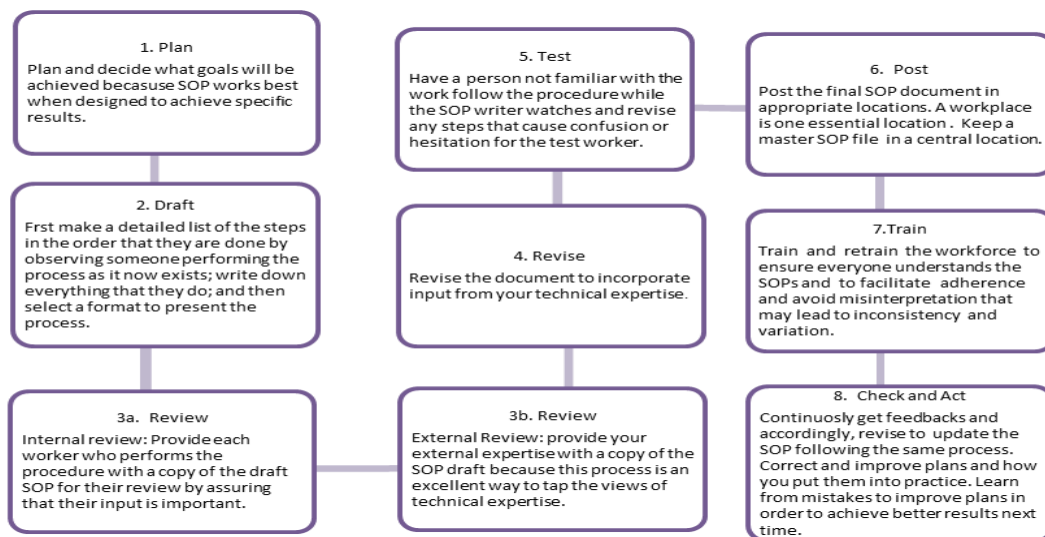 1. Plan
Plan and decide what goals will be
achieved becasuse SOP works best
when designed to achieve specific
results.
2. Draft
Frst make a detailed list of the steps
in the order that they are done by
observing someone performing the
process as it now exists; write down
everything that they do; and then
select a format to present the
process.
3a. Review
Internal review: Provide each
worker who performs the
procedure with a copy of the draft
SOP for their review by assuring
that their input is important.
3b. Review
External Review: provide your
external expertise with a copy of the
SOP draft because this process is an
excellent way to tap the views of
technical expertise.
4. Revise
Revise the document to incorporate
input from your technical expertise.
5. Test
Have a person not familiar with the
work follow the procedure while
the SOP writer watches and revise
any steps that cause confusion or
hesitation for the test worker.
6. Post
Post the final SOP document in
appropriate locations. A workplace
is one essential location . Keep a
master SOP file in a central location.
7.Train
Train and retrain the workforce to
ensure everyone understands the
SOPs and to facilitate adherence
and avoid misinterpretation that
may lead to inconsistency and
variation.
8. Check and Act
Continuosly get feedbacks and
accordingly, revise to update the
SOP following the same process.
Correct and improve plans and how
you put them into practice. Learn
from mistakes to improve plans in
order to achieve better results next
time.